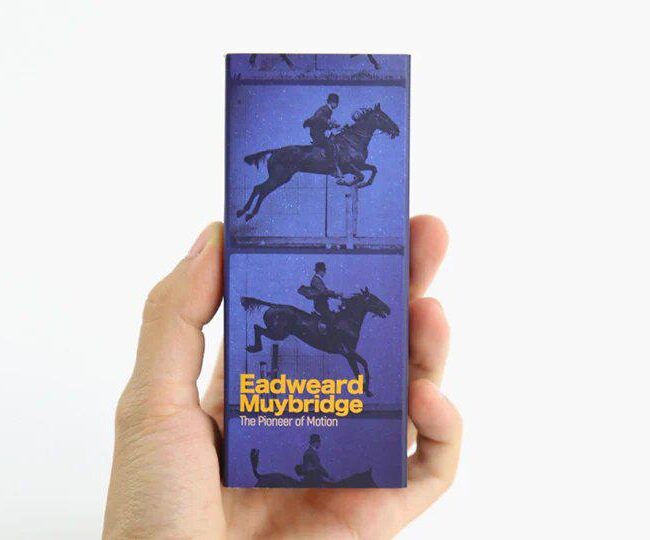 Eadweard
Muybridge
The Pioneer of Motion